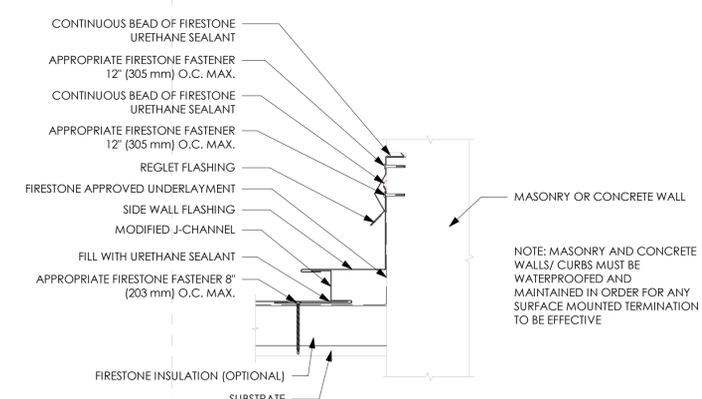 CONTINUOUS BEAD OF FIRESTONE
URETHANE SEALANT
APPROPRIATE FIRESTONE FASTENER
12" (305 mm) O.C. MAX.
CONTINUOUS BEAD OF FIRESTONE
URETHANE SEALANT
APPROPRIATE FIRESTONE FASTENER
12" (305 mm) O.C. MAX.
REGLET FLASHING
FIRESTONE APPROVED UNDERLAYMENT
SIDE WALL FLASHING
MODIFIED J-CHANNEL
FILL WITH URETHANE SEALANT
APPROPRIATE FIRESTONE FASTENER 8"
(203 mm) O.C. MAX.
FIRESTONE INSULATION (OPTIONAL)
SUBSTRATE
MASONRY OR CONCRETE WALL
NOTE: MASONRY AND CONCRETE
WALLS/ CURBS MUST BE
WATERPROOFED AND
MAINTAINED IN ORDER FOR ANY
SURFACE MOUNTED TERMINATION
TO BE EFFECTIVE